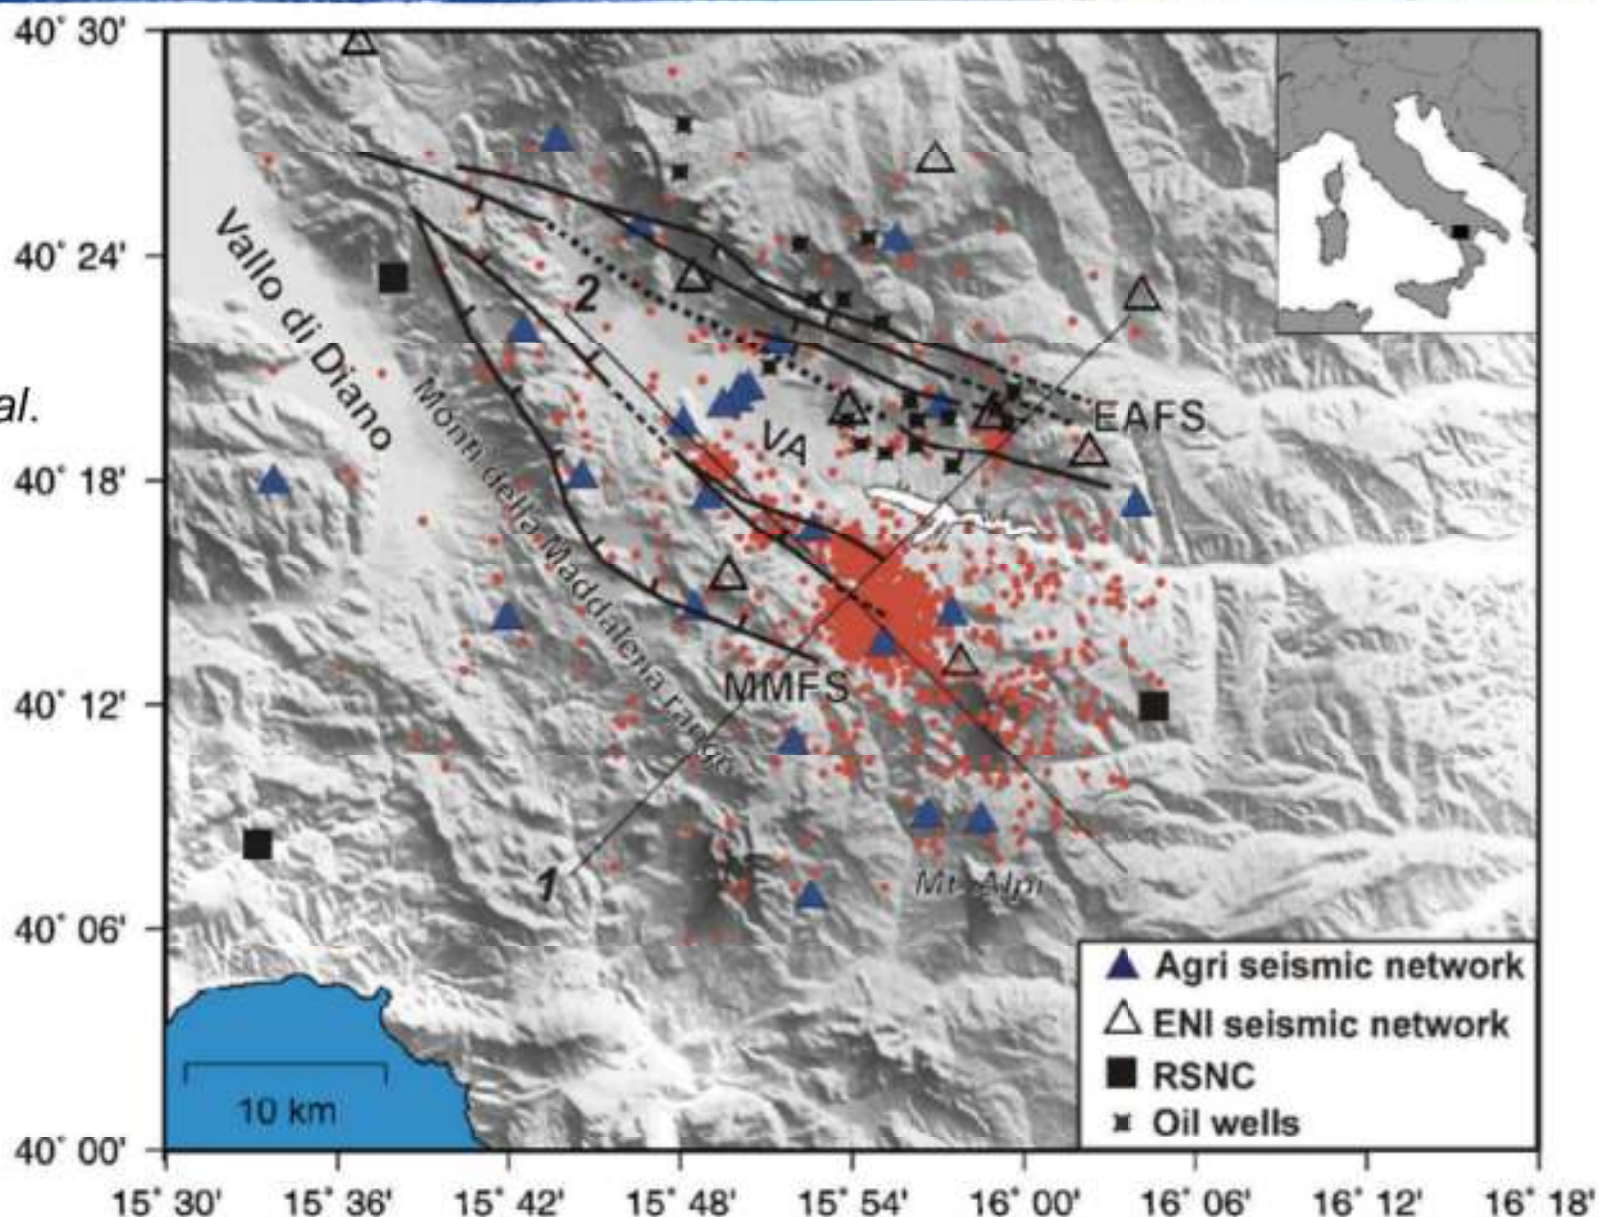 40° 30'
40° 24'
al.
40° 18'
40° 12'
40° 06'
40° 00'
Vallo di Diano
Monti della Maddalena range
2
VA
EAFS
MMFS
1
Mt. Alpi
Agri seismic network
ENI seismic network
RSNC
Oil wells
10 km
15° 30'
15° 36'
15° 42'
15° 48'
15° 54'
16° 00'
16° 06'
16° 12'
16° 18'